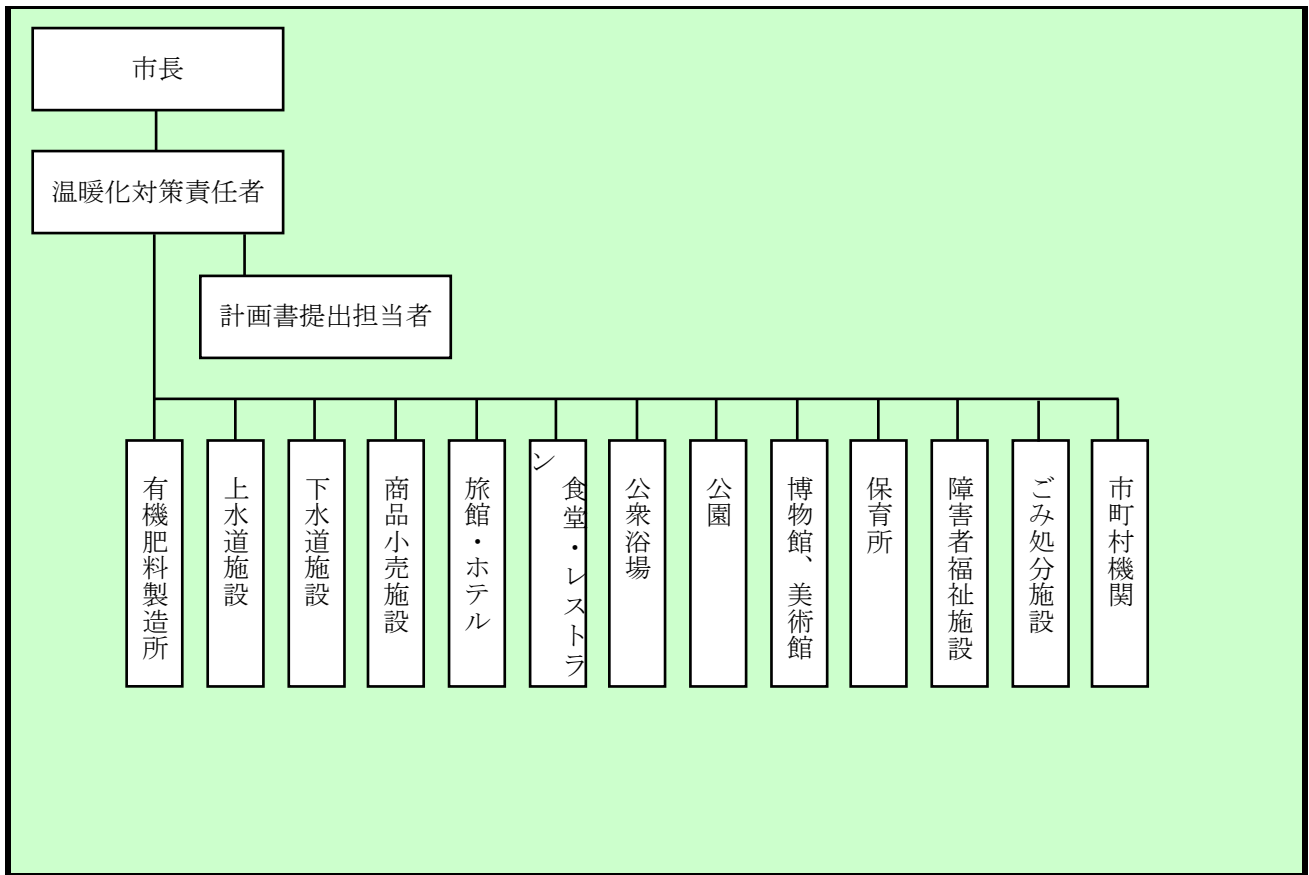 市長
温暖化対策責任者
計画書提出担当者
有機肥料製造所
上水道施設
下水道施設
商品小売施設
旅館・ホテル
食堂・レストラ
ン
公衆浴場
公園
博物館、美術館
保育所
障害者福祉施設
ごみ処分施設
市町村機関